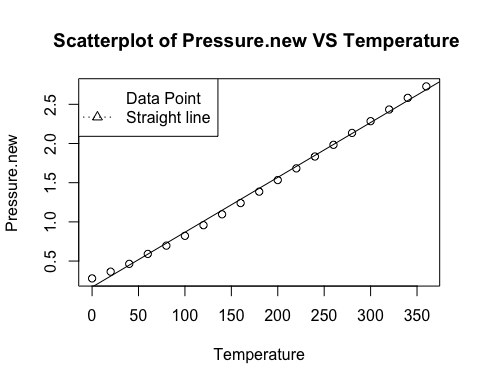 Scatterplot of Pressure.new VS Temperature
Data Point
Straight line
Pressure.new
2.5
2.0
1.5
1.0
0.5
0 50 100 150 200 250 300 350
Temperature